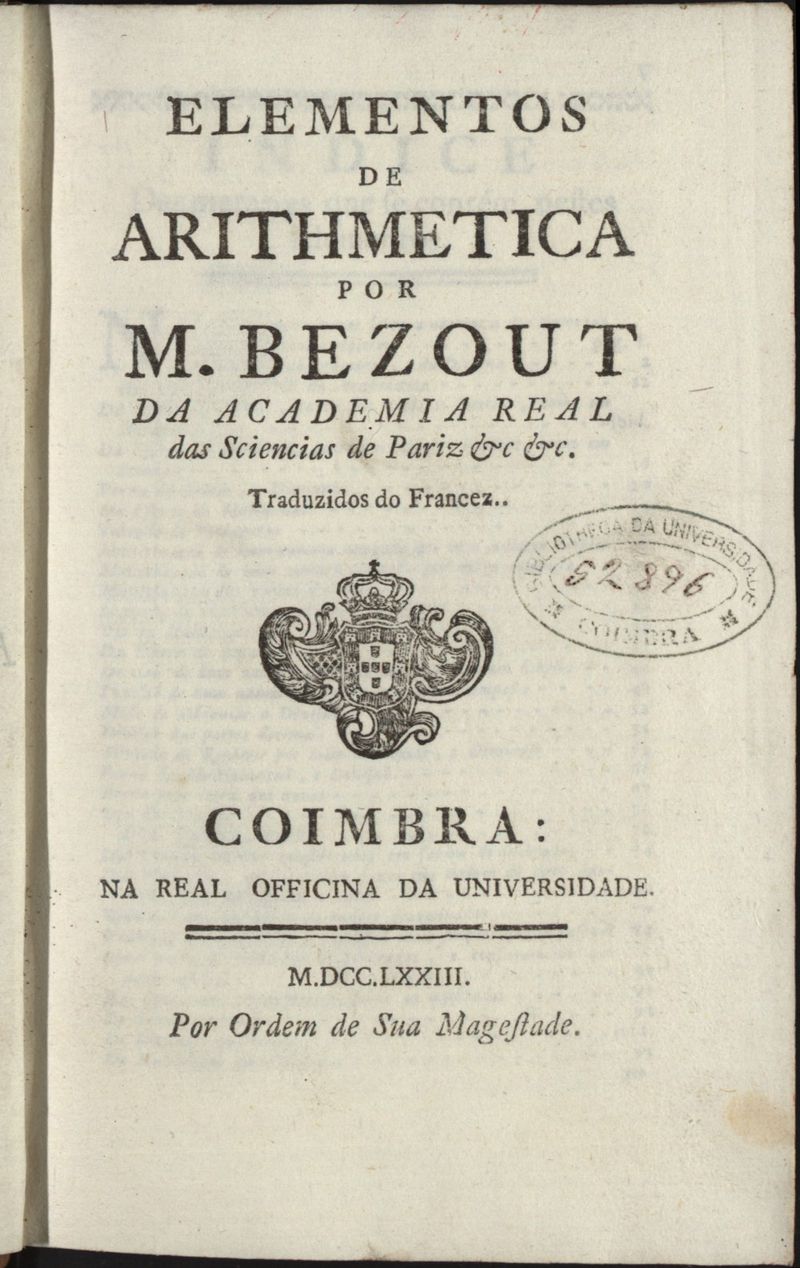 ELEMENTOS
DE
ARITHMETICA
POR
M. BEZOUT
DA ACADEMIA REAL
das Sciencias de Pariz &c &c.
Traduzidos do Francez..
BIBLIOTHECA DA UNIVERSIDADE
52896
COIMBRA
COIMBRA:
NA REAL OFFICINA DA UNIVERSIDADE.
M.DCC.LXXIII.
Por Ordem de Sua Mageſtade.